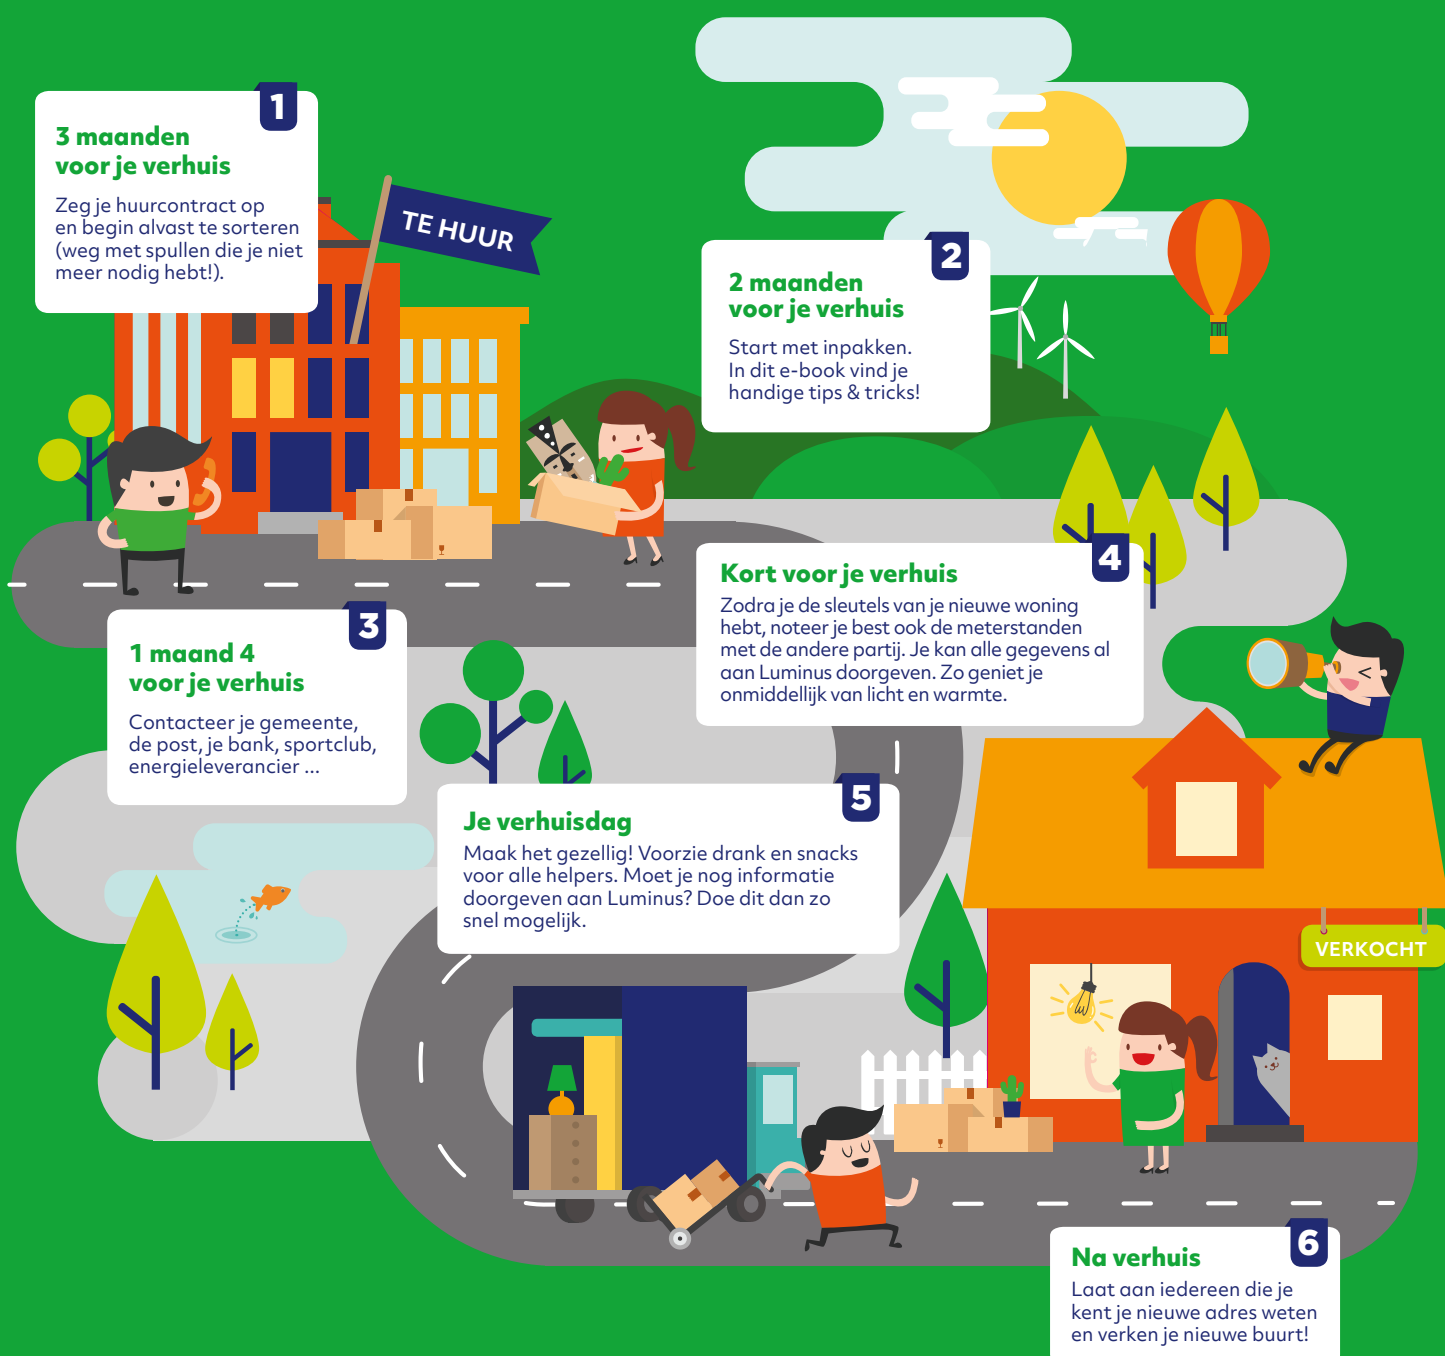 1
3 maanden
voor je verhuis
Zeg je huurcontract op
en begin alvast te sorteren
(weg met spullen die je niet
meer nodig hebt!).
TE HUUR
2
2 maanden
voor je verhuis
Start met inpakken.
In dit e-book vind je
handige tips & tricks!
3
1 maand 4
voor je verhuis
Contacteer je gemeente,
de post, je bank, sportclub,
energieleverancier ...
4
Kort voor je verhuis
Zodra je de sleutels van je nieuwe woning
hebt, noteer je best ook de meterstanden
met de andere partij. Je kan alle gegevens al
aan Luminus doorgeven. Zo geniet je
onmiddellijk van licht en warmte.
5
Je verhuisdag
Maak het gezellig! Voorzie drank en snacks
voor alle helpers. Moet je nog informatie
doorgeven aan Luminus? Doe dit dan zo
snel mogelijk.
VERKOCHT
6
Na verhuis
Laat aan iedereen die je
kent je nieuwe adres weten
en verken je nieuwe buurt!